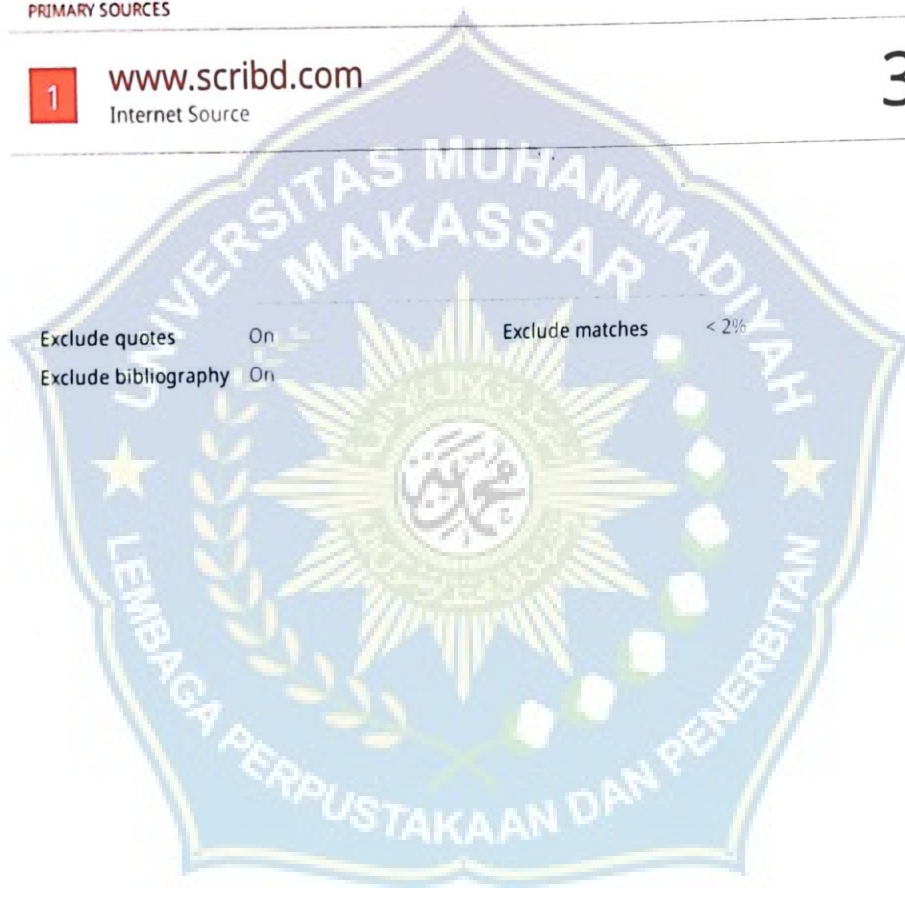 PRIMARY SOURCES
1 www.scribd.com
Internet Source
3
Exclude quotes On
Exclude matches < 2%
Exclude bibliography On
UNIVERSITAS MUHAMMADIYAH
MAKASSAR
LEMBAGA PERPUSTAKAAN DAN PENERBITAN